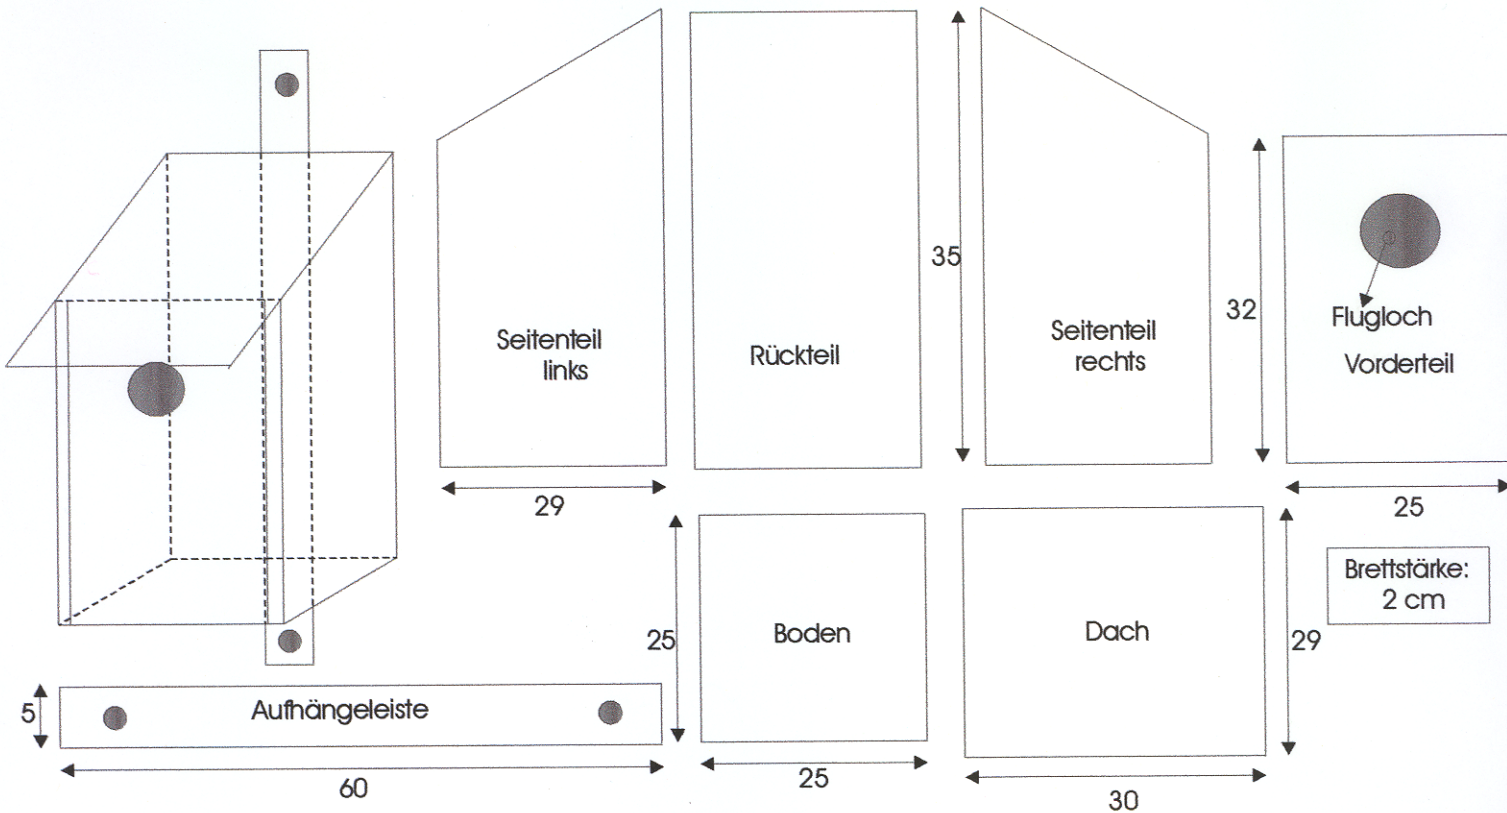 Seitenteil
links
29
Rückteil
35
Seitenteil
rechts
32
Flugloch
Vorderteil
25
Brettstärke:
2 cm
5
Aufhängeleiste
60
25
Boden
25
Dach
29
30